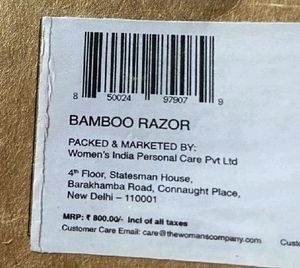 8 50024 97907 9
BAMBOO RAZOR
PACKED & MARKETED BY:
Women's India Personal Care Pvt Ltd
4th Floor, Statesman House,
Barakhamba Road, Connaught Place,
New Delhi – 110001
MRP: ₹ 800.00/- Incl of all taxes
Customer Care Email: care@thewomanscompany.com
Custo